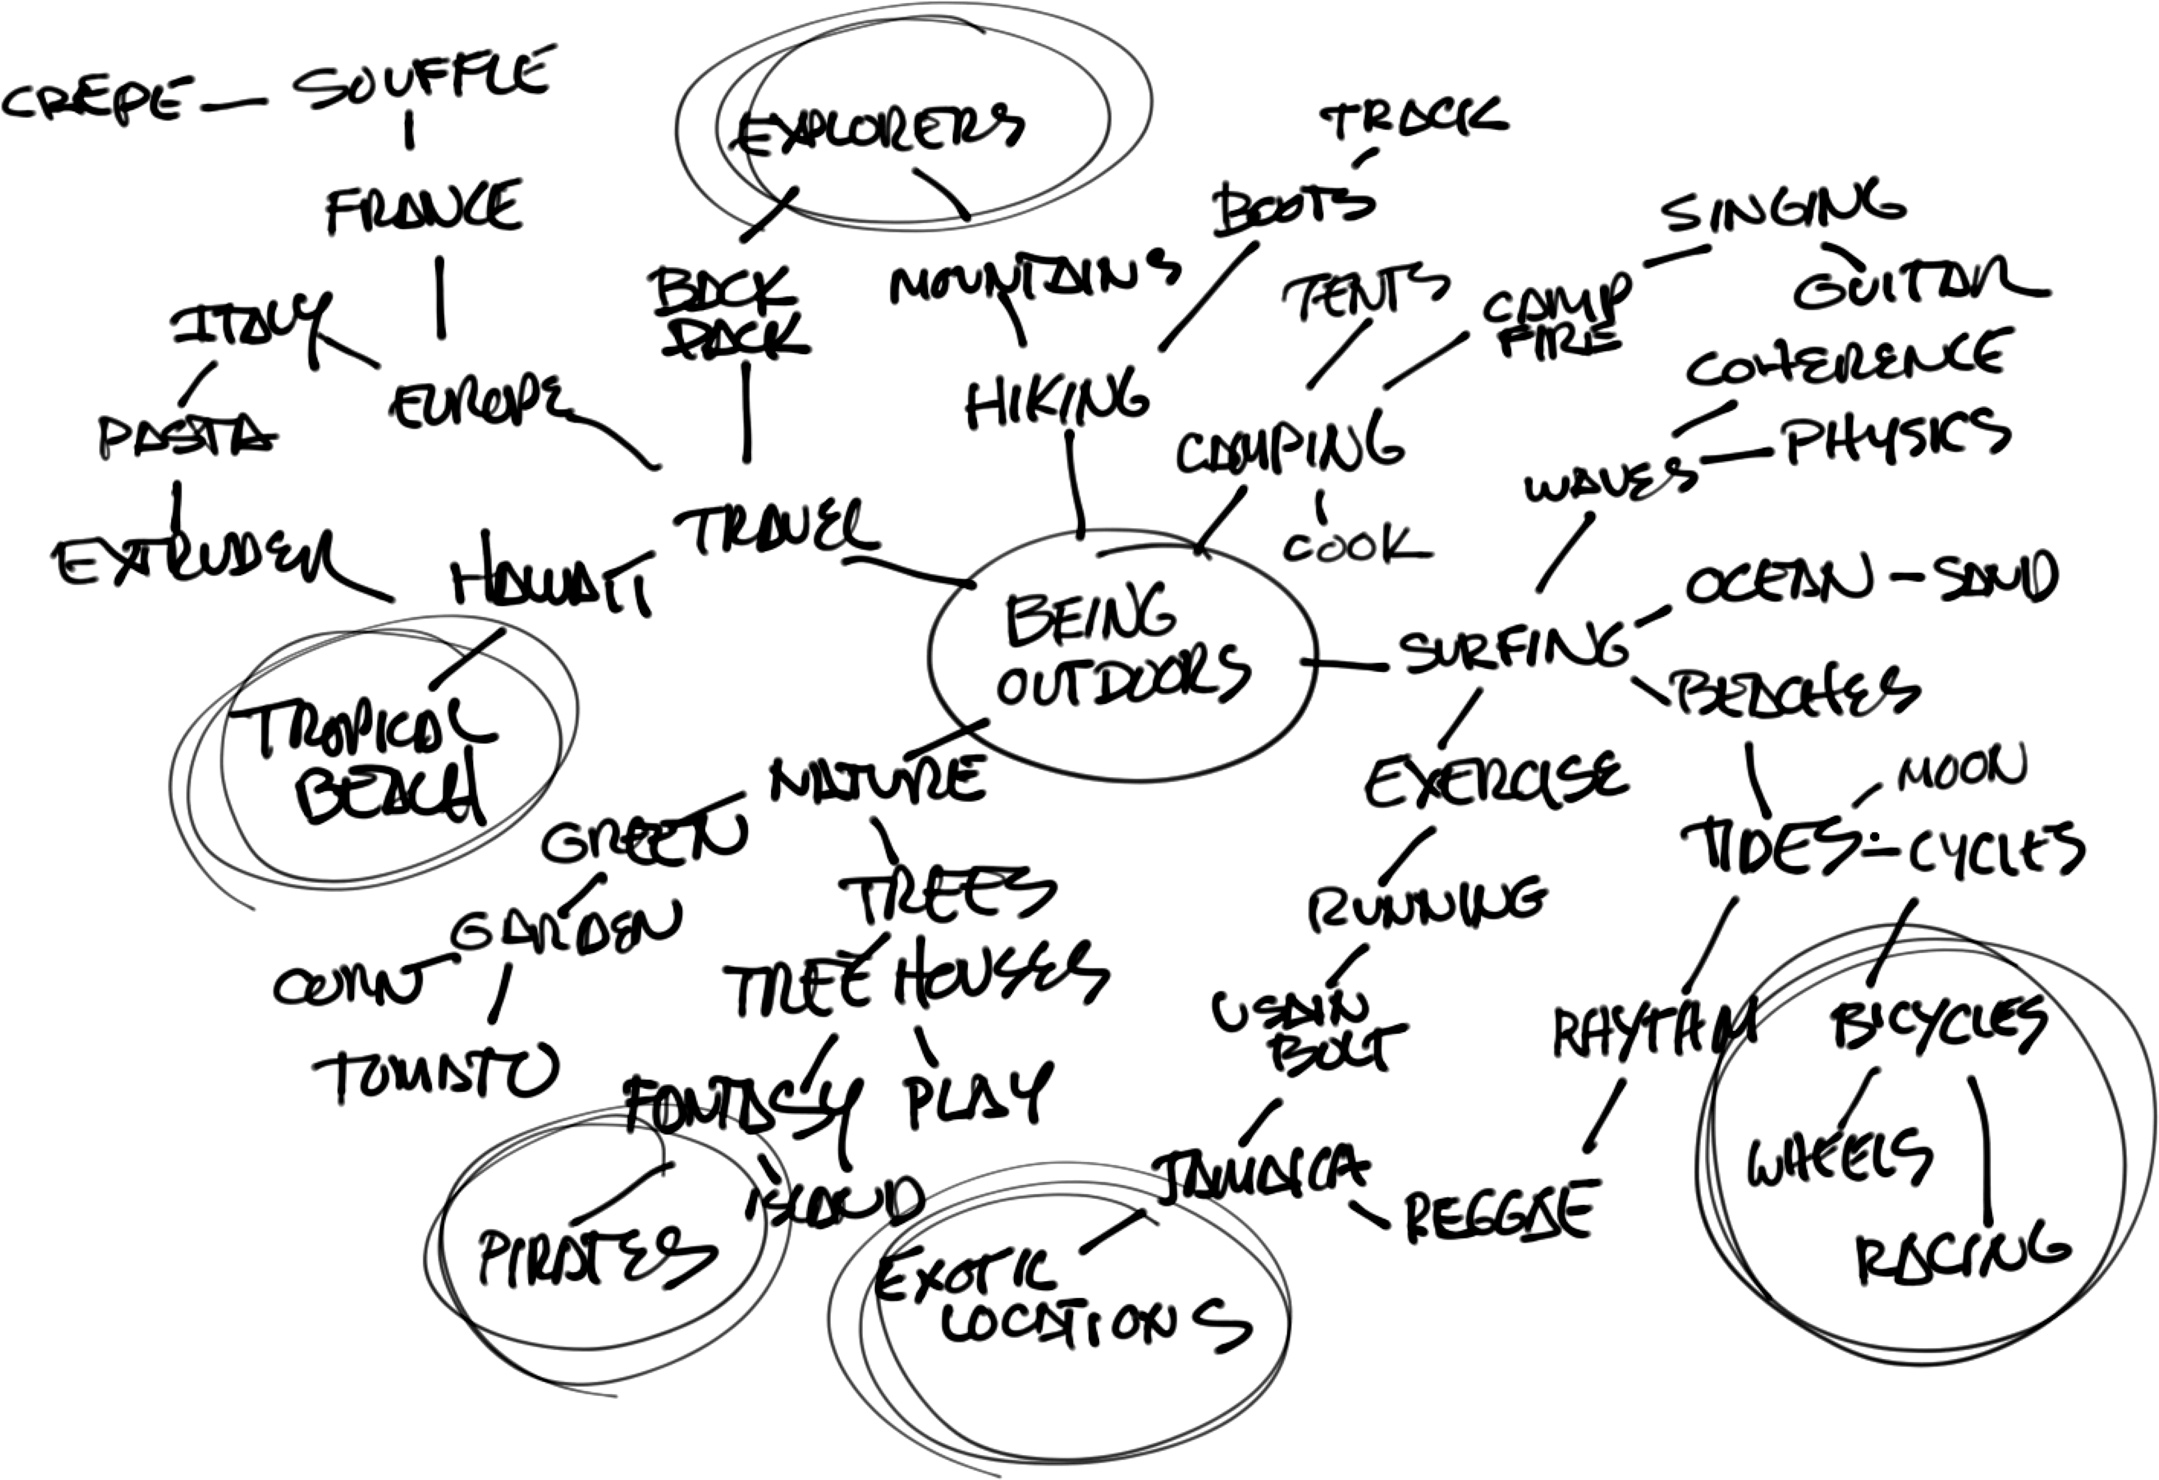 CREPE — SOUFFLÉ
EXPLORERS
TRACK
FRANCE
BOOTS
SINGING
BACK
PACK
MOUNTAINS
TENTS
CAMP
FIRE
GUITAR
ITALY
COHERENCE
EUROPE
HIKING
PASTA
CAMPING
WAVES — PHYSICS
TRAVEL
COOK
EXTRUDER
HAWAII
OCEAN — SAND
BEING
OUTDOORS
SURFING
BEACHES
TROPICAL
BEACH
NATURE
EXERCISE
MOON
GREEN
TIDES — CYCLES
TREES
RUNNING
GARDEN
CORN
TREE HOUSES
USAIN
BOLT
RHYTHM
BICYCLES
TOMATO
FONTASY
PLAY
WHEELS
JAMAICA
ISLAND
REGGAE
PIRATES
EXOTIC
LOCATIONS
RACING